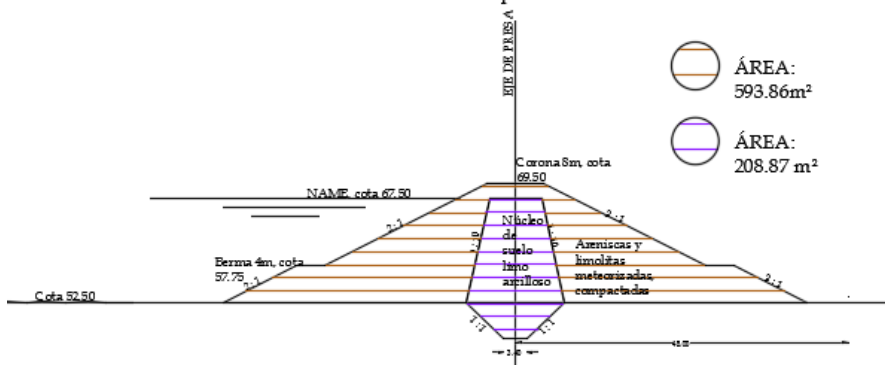 EJE DE PRESA
ÁREA:
593.86m²
ÁREA:
208.87 m²
Corona 8m, cota
69.50
NAME, cota 67.50
2:1
2:1
Núcleo
de
suelo
limo
arcilloso
Areniscas y
limolitas
meteorizadas,
compactadas
Berma 4m, cota
57.75
2:1
2:1
Cota 52.50
1:1
1:1